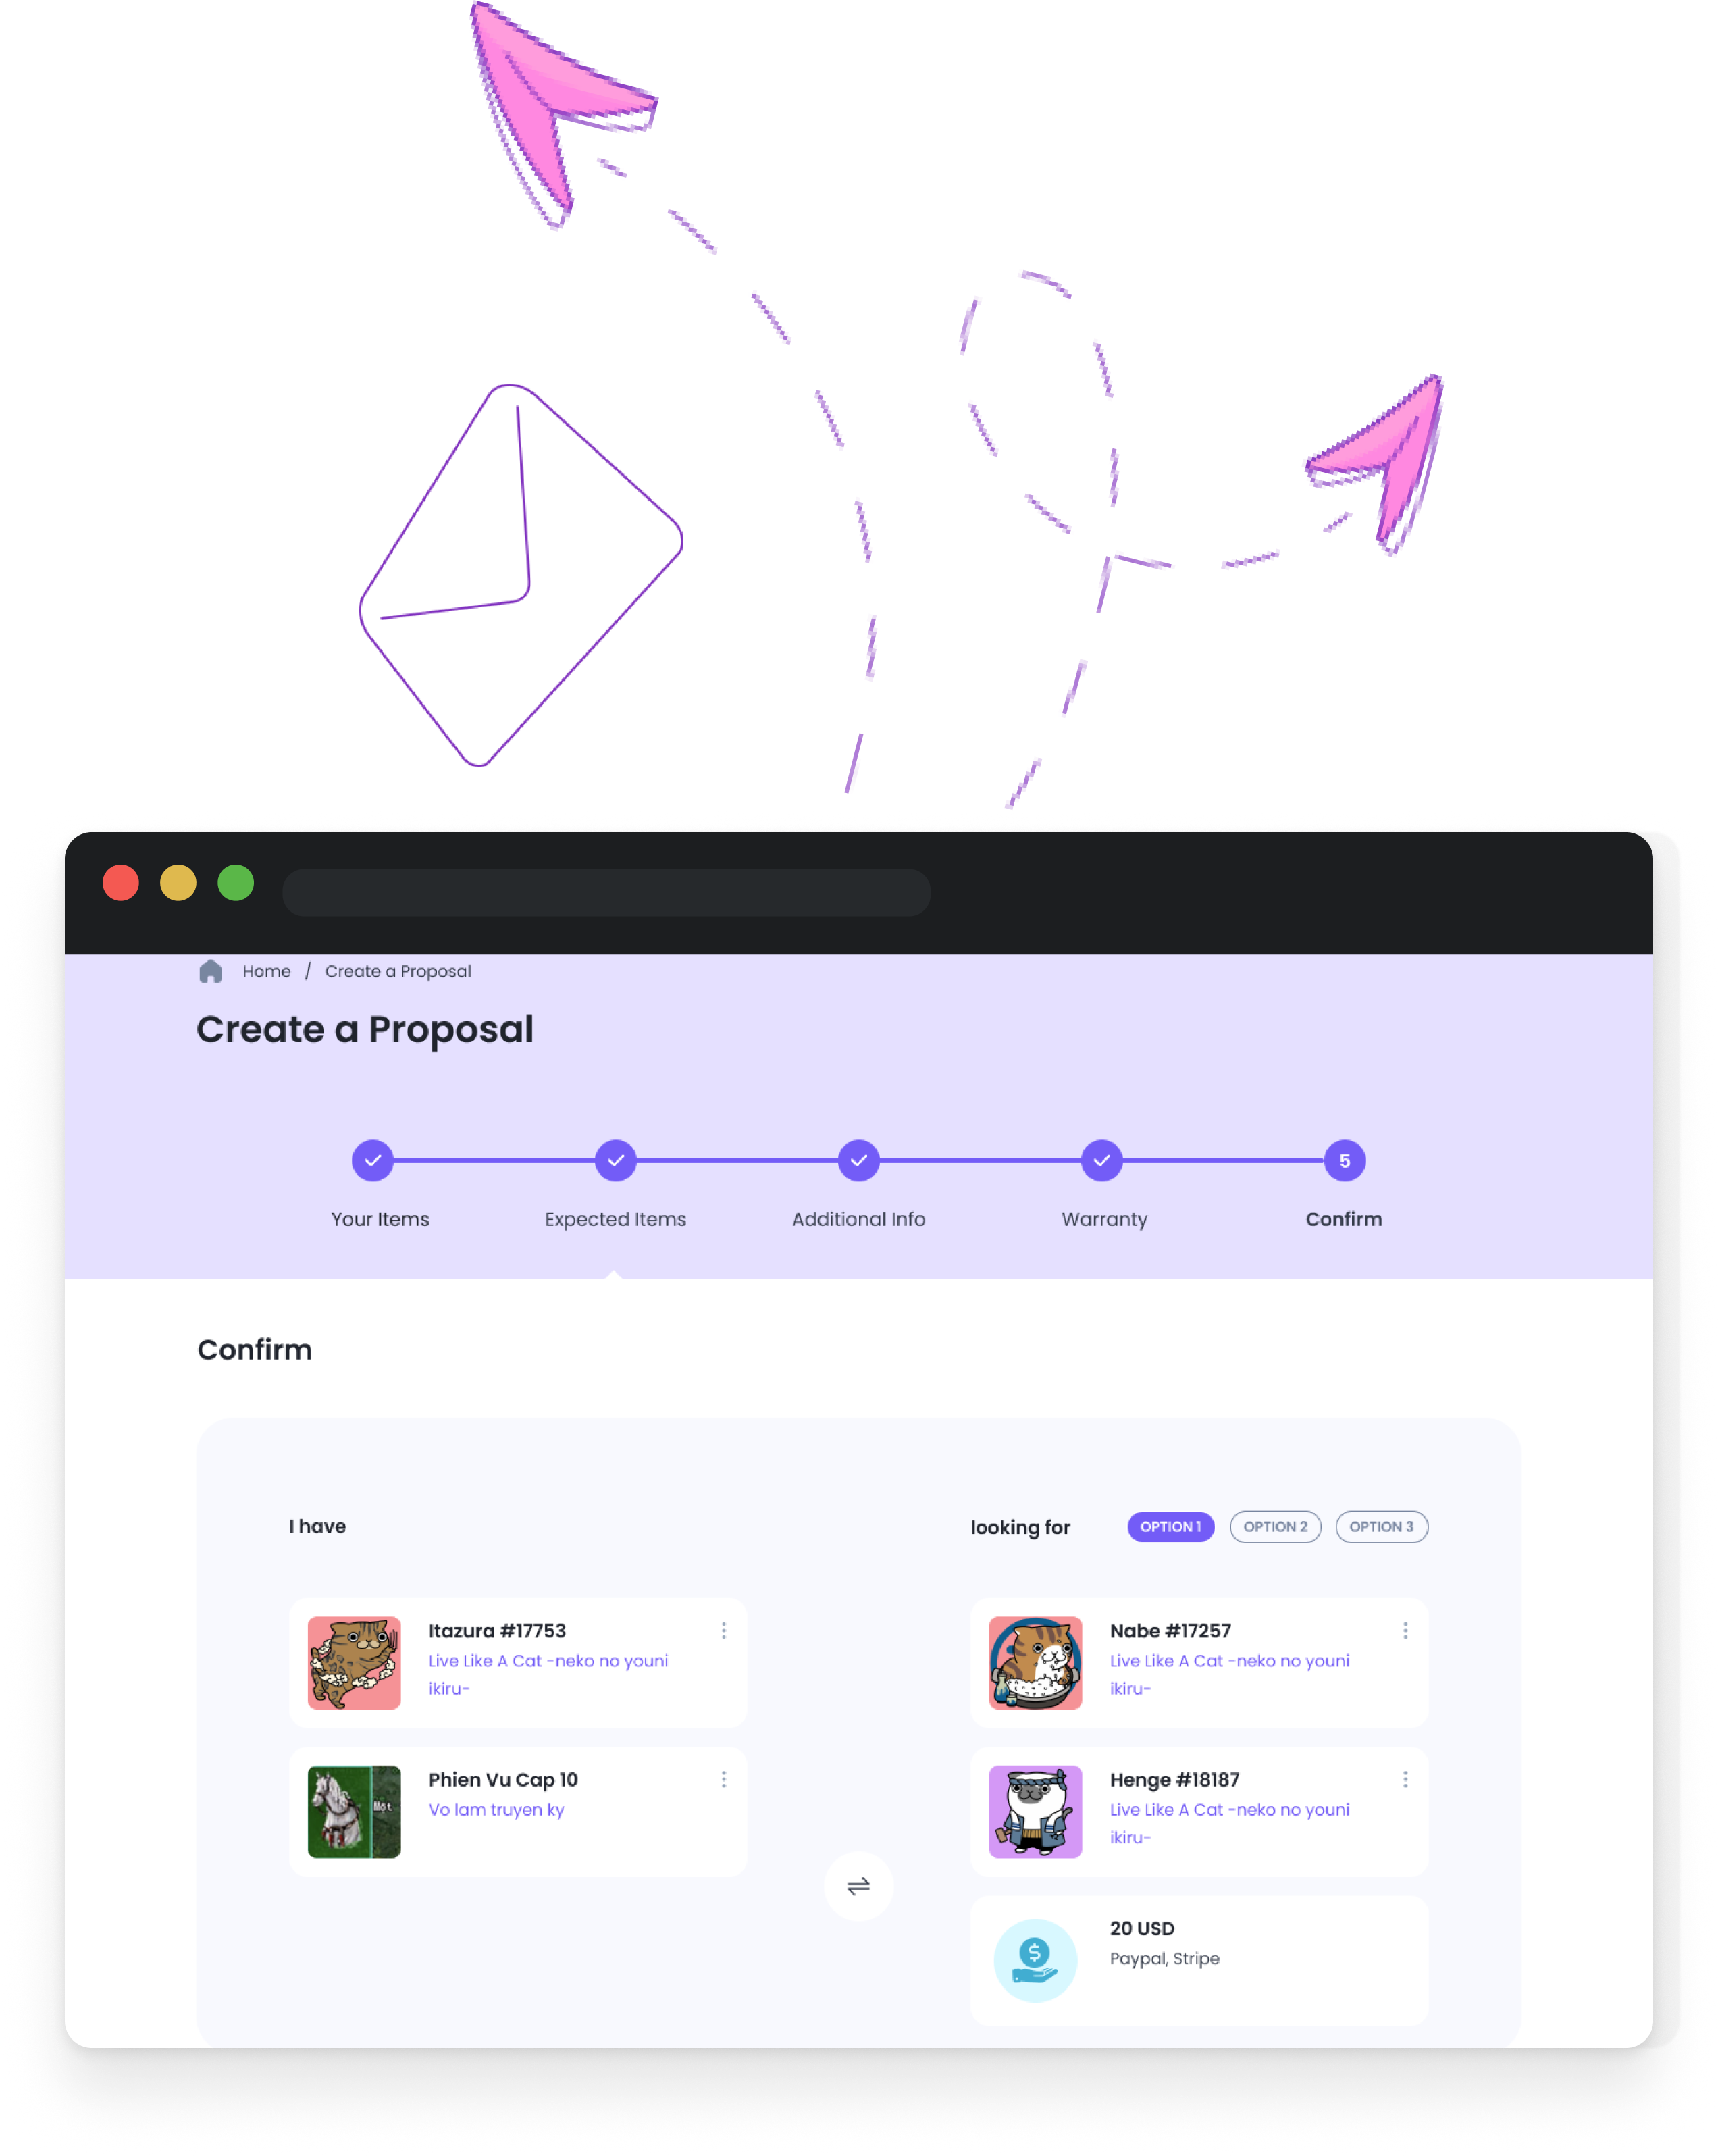 Home / Create a Proposal
Create a Proposal
5
Your Items
Expected Items
Additional Info
Warranty
Confirm
Confirm
I have
looking for
OPTION 1
OPTION 2
OPTION 3
Itazura #17753
Live Like A Cat -neko no youni
ikiru-
Phien Vu Cap 10
Vo lam truyen ky
Một
Nabe #17257
Live Like A Cat -neko no youni
ikiru-
Henge #18187
Live Like A Cat -neko no youni
ikiru-
$
20 USD
Paypal, Stripe